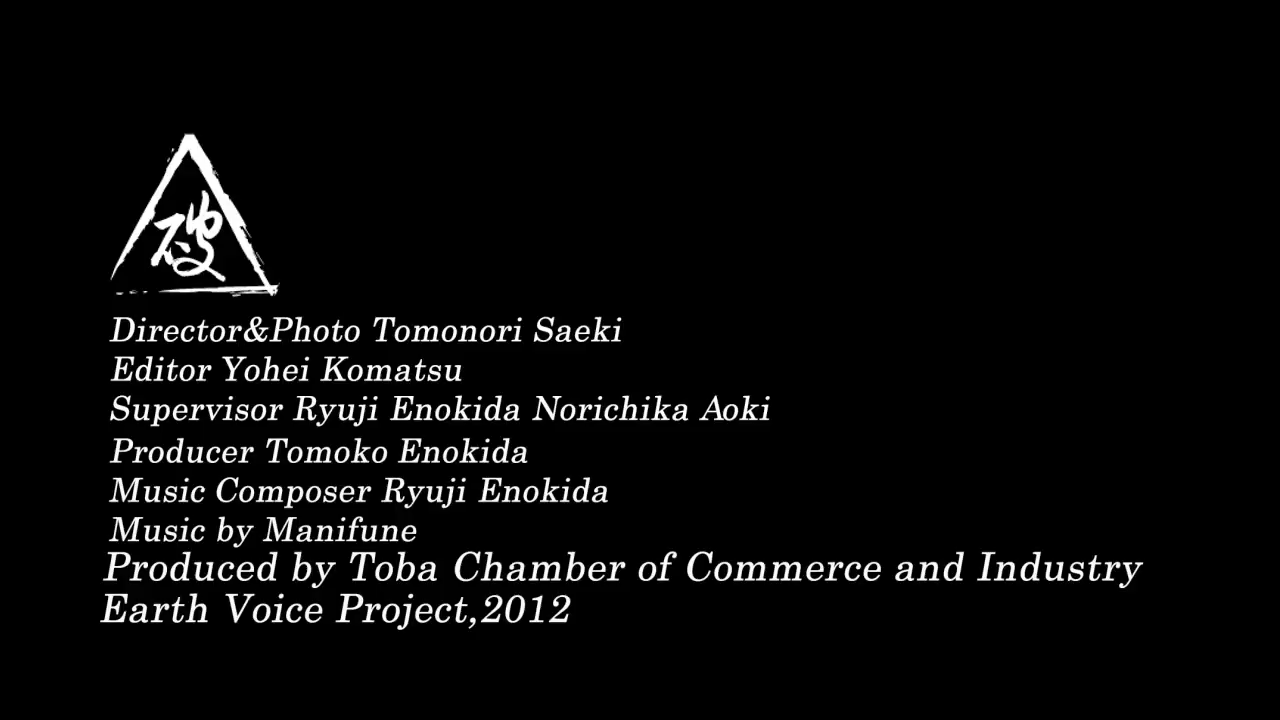 破
Director&Photo Tomonori Saeki
Editor Yohei Komatsu
Supervisor Ryuji Enokida Norichika Aoki
Producer Tomoko Enokida
Music Composer Ryuji Enokida
Music by Manifune
Produced by Toba Chamber of Commerce and Industry
Earth Voice Project,2012